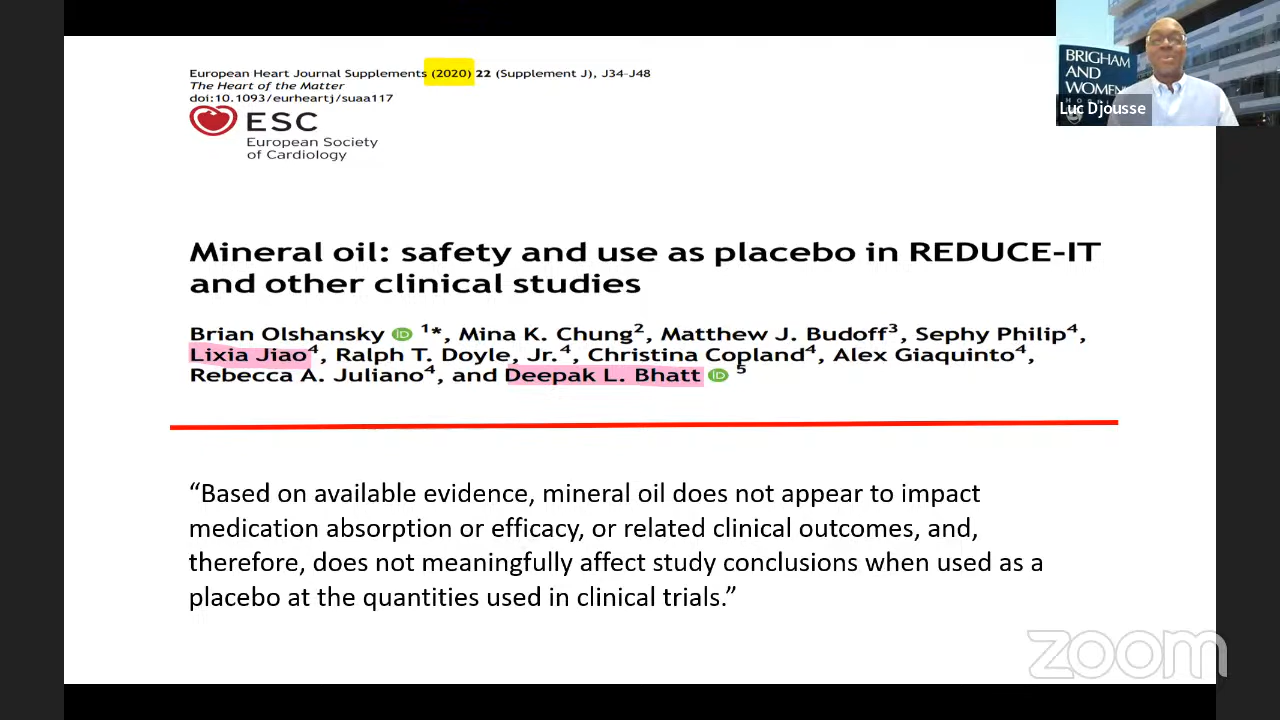 European Heart Journal Supplements (2020) 22 (Supplement J), J34–J48
The Heart of the Matter
doi:10.1093/eurheartj/suaa117
ESC
European Society
of Cardiology
Mineral oil: safety and use as placebo in REDUCE-IT
and other clinical studies
Brian Olshansky iD 1*, Mina K. Chung2, Matthew J. Budoff3, Sephy Philip4,
Lixia Jiao4, Ralph T. Doyle, Jr.4, Christina Copland4, Alex Giaquinto4,
Rebecca A. Juliano4, and Deepak L. Bhatt iD 5
“Based on available evidence, mineral oil does not appear to impact
medication absorption or efficacy, or related clinical outcomes, and,
therefore, does not meaningfully affect study conclusions when used as a
placebo at the quantities used in clinical trials.”
BRIGHAM
AND
WOMEN
Luc Djousse
zoom